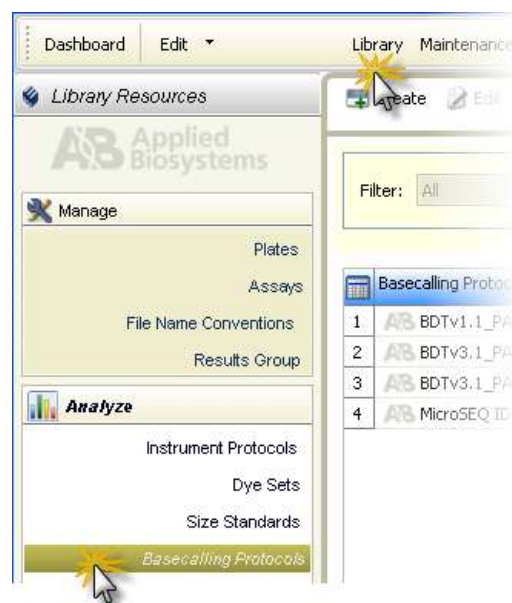 Dashboard Edit Library Maintenance
Library Resources
Create Edit
Applied
Biosystems
Filter: All
Manage
Plates
Assays
File Name Conventions
Results Group
Basecalling
1 BDTv1.1_PA
2 BDTv3.1_PA
3 BDTv3.1_PA
4 MicroSEQ ID
Analyze
Instrument Protocols
Dye Sets
Size Standards
Basecalling Protocols